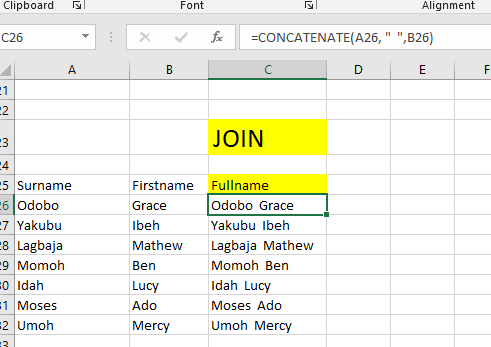 Clipboard Font Alignment
C26 fx =CONCATENATE(A26, " ",B26)
A B C D E F
21
22
23 JOIN
24
25 Surname Firstname Fullname
26 Odobo Grace Odobo Grace
27 Yakubu Ibeh Yakubu Ibeh
28 Lagbaja Mathew Lagbaja Mathew
29 Momoh Ben Momoh Ben
30 Idah Lucy Idah Lucy
31 Moses Ado Moses Ado
32 Umoh Mercy Umoh Mercy
33